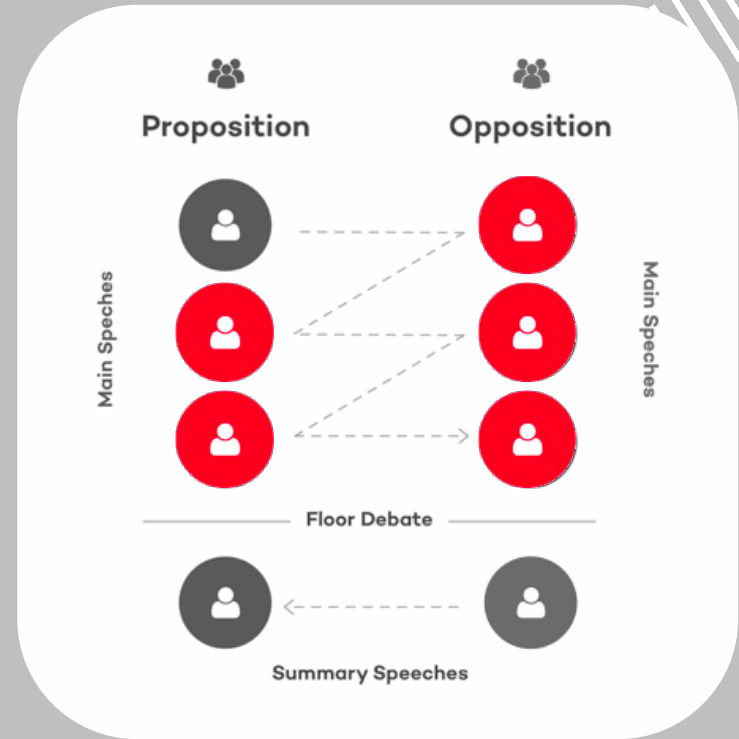 Proposition
Opposition
Main Speches
Main Speches
Floor Debate
Summary Speeches